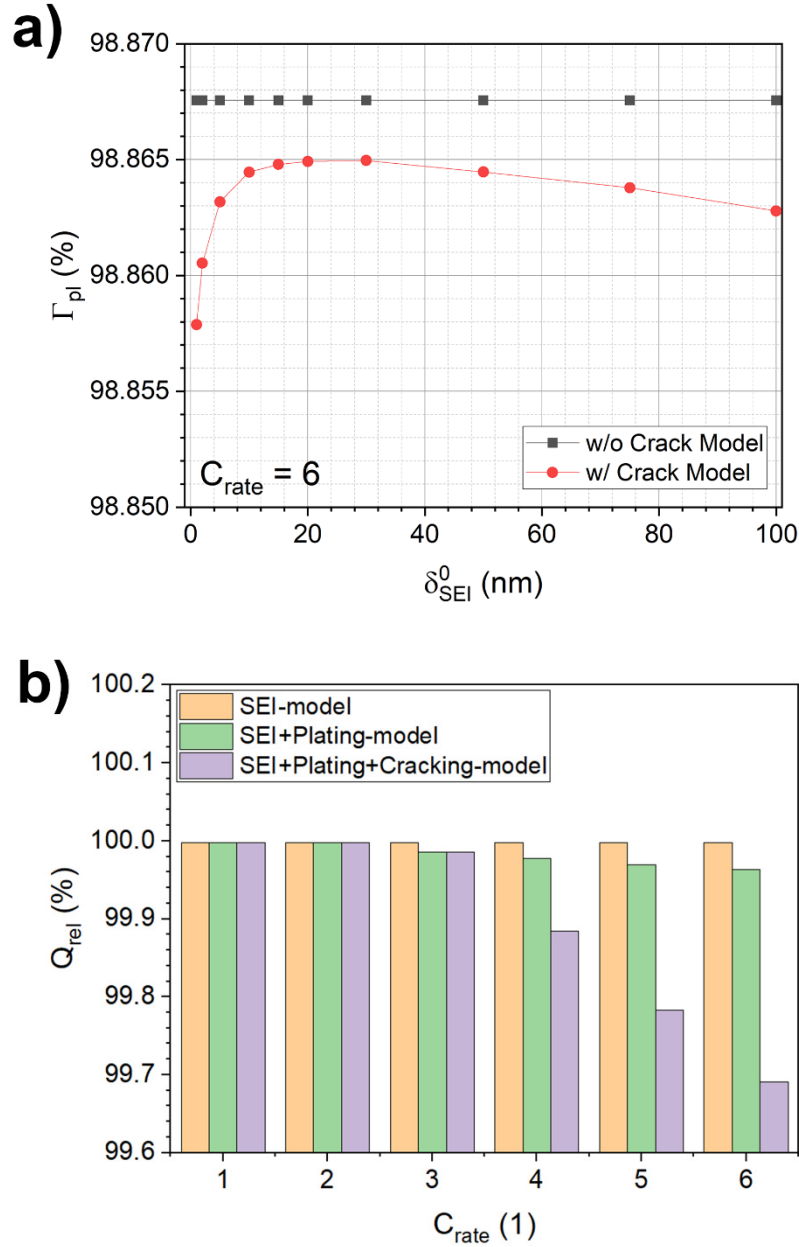 a)
98.870
98.865
98.860
98.855
98.850
Γpl (%)
w/o Crack Model
w/ Crack Model
Crate = 6
0 20 40 60 80 100
δ0SEI (nm)
b)
100.2
100.1
100.0
99.9
99.8
99.7
99.6
Qrel (%)
SEI-model
SEI+Plating-model
SEI+Plating+Cracking-model
1 2 3 4 5 6
Crate (1)